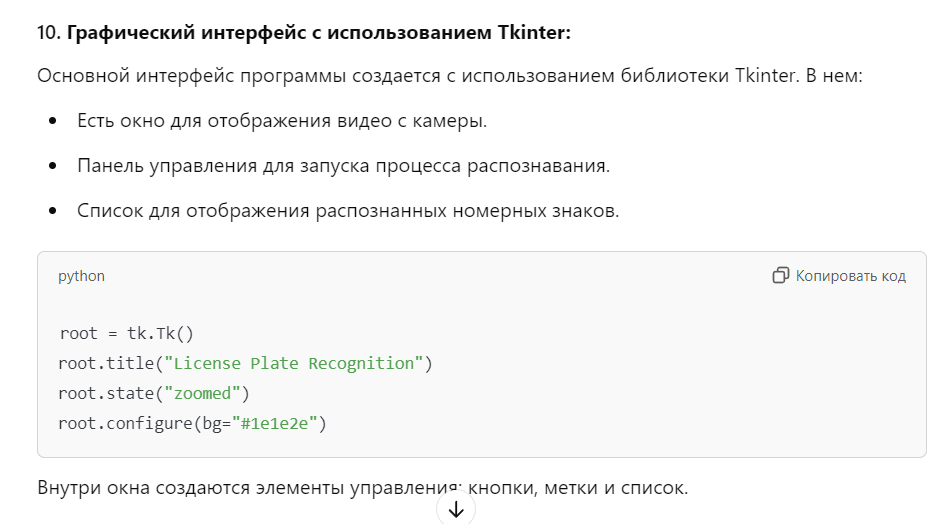 10. Графический интерфейс с использованием Tkinter:
Основной интерфейс программы создается с использованием библиотеки Tkinter. В нем:
• Есть окно для отображения видео с камеры.
• Панель управления для запуска процесса распознавания.
• Список для отображения распознанных номерных знаков.
python
Копировать код
root = tk.Tk()
root.title("License Plate Recognition")
root.state("zoomed")
root.configure(bg="#1e1e2e")
Внутри окна создаются элементы управления: кнопки, метки и список.